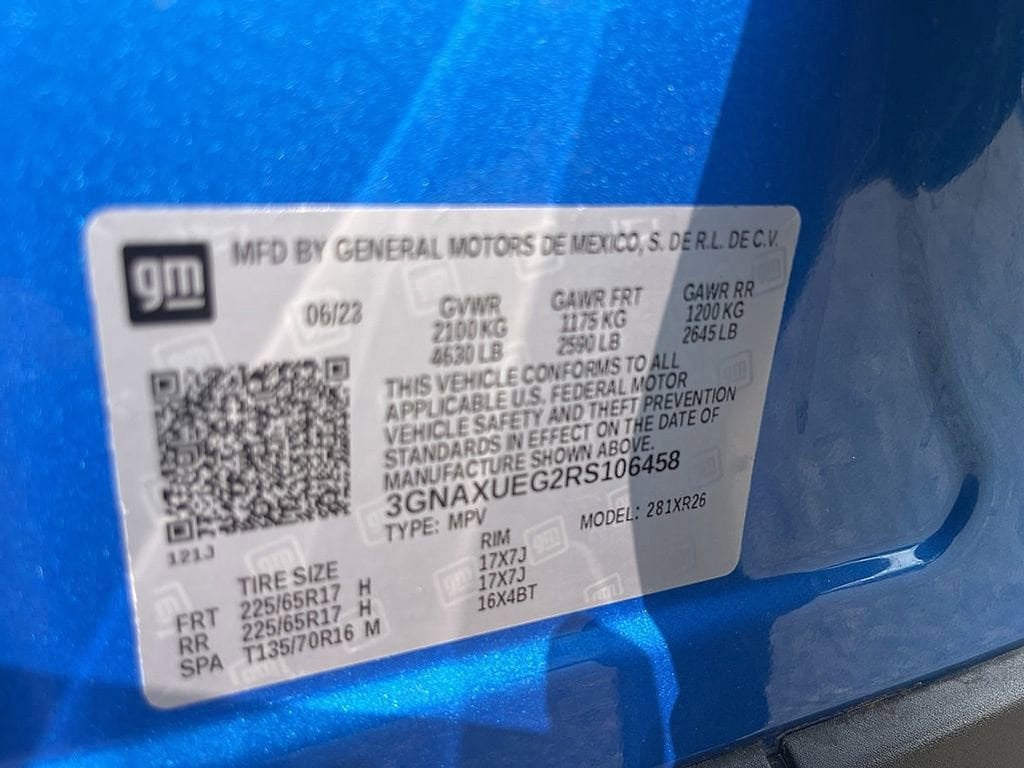 gm
MFD BY GENERAL MOTORS DE MEXICO, S. DE R.L. DE C.V.
06/23
GVWR GAWR FRT GAWR RR
2100 KG 1175 KG 1200 KG
4630 LB 2590 LB 2645 LB
THIS VEHICLE CONFORMS TO ALL
APPLICABLE U.S. FEDERAL MOTOR
VEHICLE SAFETY AND THEFT PREVENTION
STANDARDS IN EFFECT ON THE DATE OF
MANUFACTURE SHOWN ABOVE.
3GNAXUEG2RS106458
TYPE: MPV MODEL: 281XR26
121J
TIRE SIZE RIM
FRT 225/65R17 H 17X7J
RR 225/65R17 H 17X7J
SPA T135/70R16 M 16X4BT